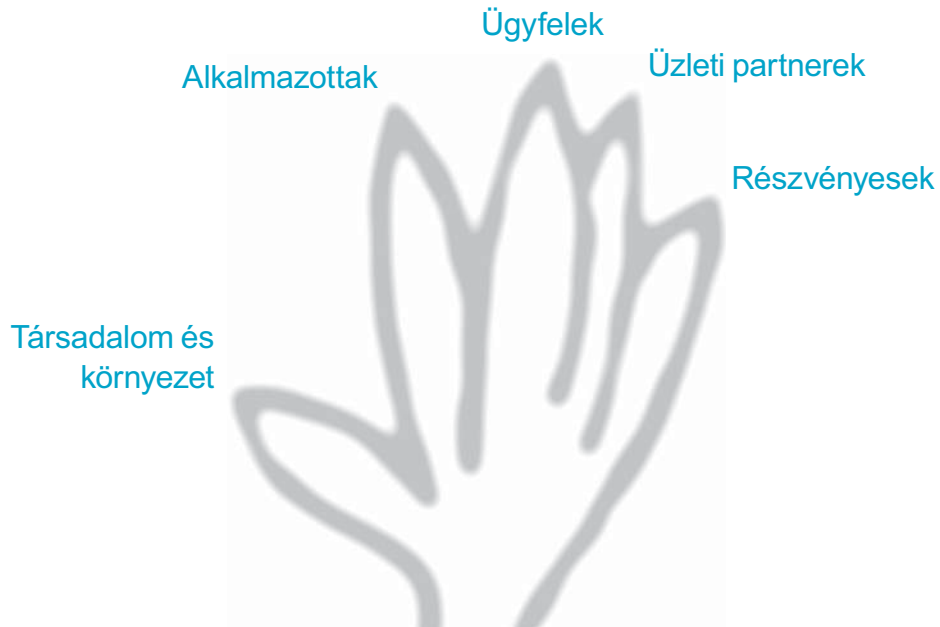 Ügyfelek
Alkalmazottak
Üzleti partnerek
Részvényesek
Társadalom és
környezet